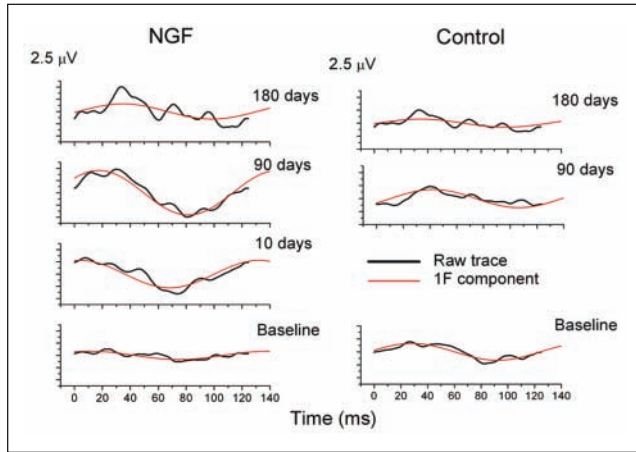 NGF
Control
2.5 µV
2.5 µV
180 days
180 days
90 days
90 days
10 days
Raw trace
1F component
Baseline
Baseline
0 20 40 60 80 100 120 140
0 20 40 60 80 100 120 140
Time (ms)